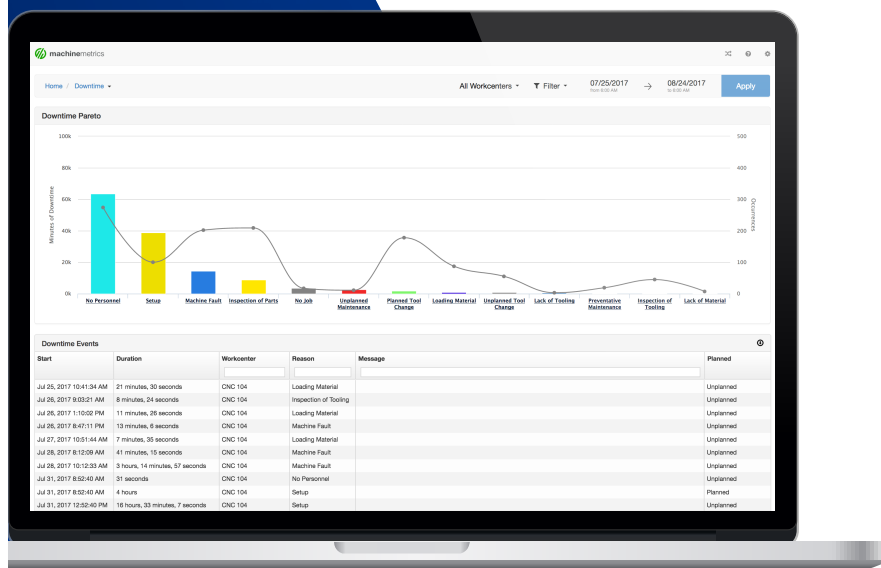 machinemetrics
Home / Downtime
All Workcenters
Filter
07/25/2017
from 8:00 AM
→
08/24/2017
to 8:00 AM
Apply
Downtime Pareto
100k
80k
60k
40k
20k
0k
Minutes of Downtime
500
400
300
200
100
0
Occurrences
No Personnel
Setup
Machine Fault
Inspection of Parts
No Job
Unplanned
Maintenance
Planned Tool
Change
Loading Material
Unplanned Tool
Change
Lack of Tooling
Preventative
Maintenance
Inspection of
Tooling
Lack of Material
Downtime Events
Start Duration Workcenter Reason Message Planned
Jul 25, 2017 10:41:34 AM 21 minutes, 30 seconds CNC 104 Loading Material Unplanned
Jul 26, 2017 9:03:21 AM 8 minutes, 24 seconds CNC 104 Inspection of Tooling Unplanned
Jul 26, 2017 1:10:02 PM 11 minutes, 26 seconds CNC 104 Loading Material Unplanned
Jul 26, 2017 8:47:11 PM 13 minutes, 6 seconds CNC 104 Machine Fault Unplanned
Jul 27, 2017 10:51:44 AM 7 minutes, 35 seconds CNC 104 Loading Material Unplanned
Jul 28, 2017 8:12:09 AM 41 minutes, 15 seconds CNC 104 Machine Fault Unplanned
Jul 28, 2017 10:12:33 AM 3 hours, 14 minutes, 57 seconds CNC 104 Machine Fault Unplanned
Jul 31, 2017 8:52:40 AM 31 seconds CNC 104 No Personnel Unplanned
Jul 31, 2017 8:52:40 AM 4 hours CNC 104 Setup Planned
Jul 31, 2017 12:52:40 PM 16 hours, 33 minutes, 7 seconds CNC 104 Setup Unplanned